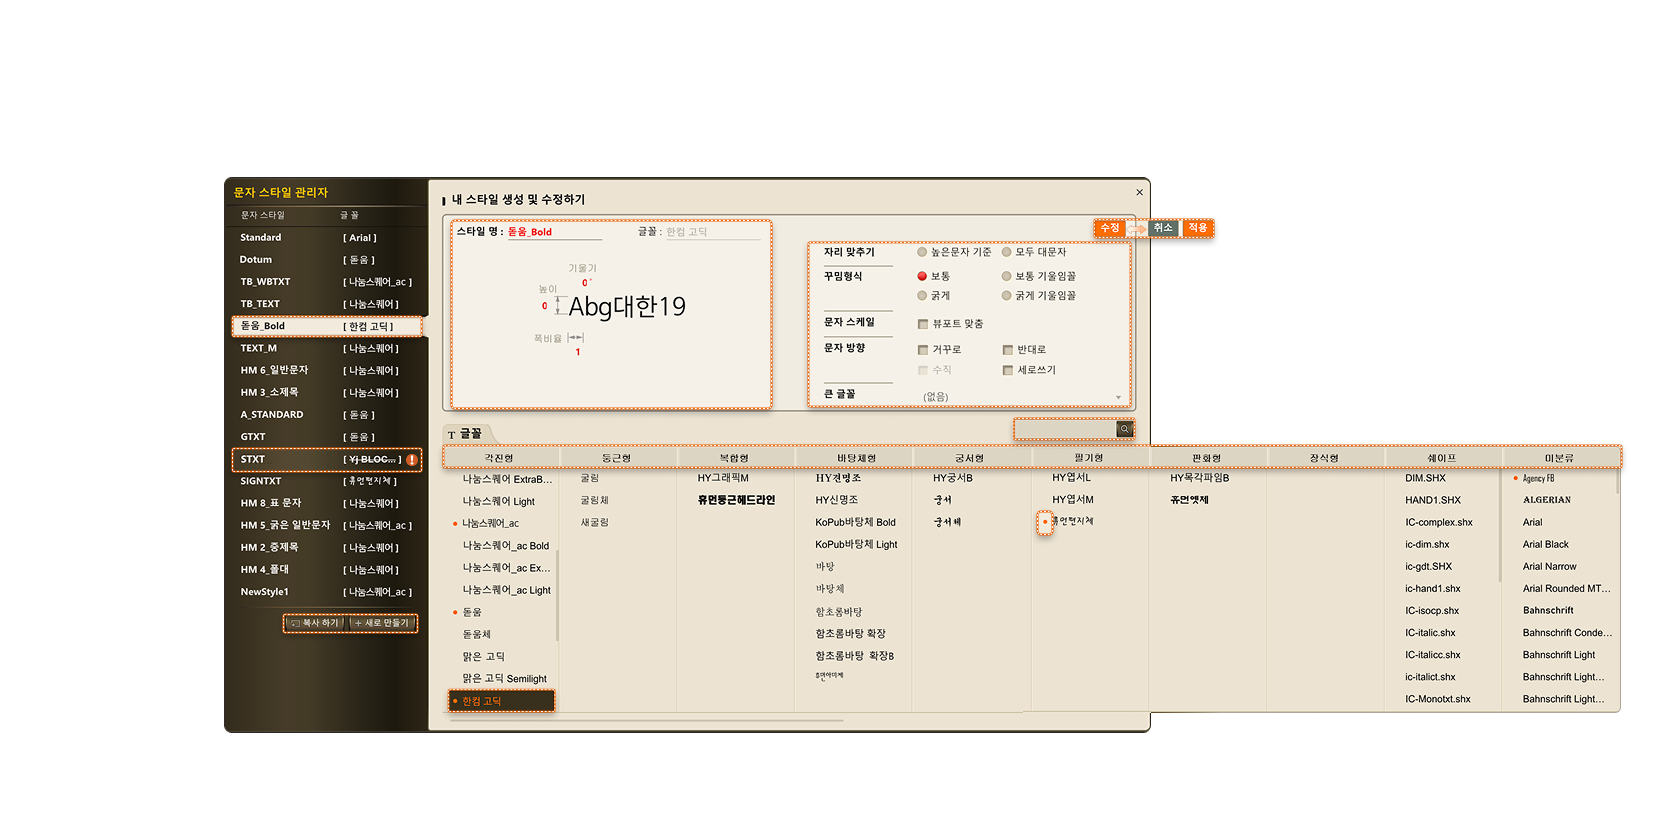 문자 스타일 관리자
문자 스타일 글 꼴
Standard [ Arial ]
Dotum [ 돋움 ]
TB_WBTXT [ 나눔스퀘어_ac ]
TB_TEXT [ 나눔스퀘어 ]
돋움_Bold [ 한컴 고딕 ]
TEXT_M [ 나눔스퀘어 ]
HM 6_일반문자 [ 나눔스퀘어 ]
HM 3_소제목 [ 나눔스퀘어 ]
A_STANDARD [ 돋움 ]
GTXT [ 돋움 ]
STXT [ Yj BLOC... ]
SIGNTXT [ 휴먼편지체 ]
HM 8_표 문자 [ 나눔스퀘어 ]
HM 5_굵은 일반문자 [ 나눔스퀘어_ac ]
HM 2_중제목 [ 나눔스퀘어 ]
HM 4_폴대 [ 나눔스퀘어 ]
NewStyle1 [ 나눔스퀘어_ac ]
복사 하기 + 새로 만들기
내 스타일 생성 및 수정하기
×
스타일 명 : 돋움_Bold 글꼴 : 한컴 고딕
기울기
0°
높이
0
Abg대한19
폭비율
1
수정 취소 적용
자리 맞추기 높은문자 기준 모두 대문자
꾸밈형식 보통 보통 기울임꼴
굵게 굵게 기울임꼴
문자 스케일 뷰포트 맞춤
문자 방향 거꾸로 반대로
수직 세로쓰기
큰 글꼴 (없음)
T 글꼴
각진형 둥근형 복합형 바탕체형 궁서형 필기형 판화형 장식형 쉐이프 미분류
나눔스퀘어 ExtraB... 굴림 HY그래픽M HY견명조 HY궁서B HY엽서L HY목각파임B DIM.SHX Agency FB
나눔스퀘어 Light 굴림체 휴먼둥근헤드라인 HY신명조 궁서 HY엽서M 휴먼옛체 HAND1.SHX ALGERIAN
나눔스퀘어_ac 새굴림 KoPub바탕체 Bold 궁서체 휴먼편지체 IC-complex.shx Arial
나눔스퀘어_ac Bold KoPub바탕체 Light ic-dim.shx Arial Black
나눔스퀘어_ac Ex... 바탕 ic-gdt.SHX Arial Narrow
나눔스퀘어_ac Light 바탕체 ic-hand1.shx Arial Rounded MT...
돋움 함초롬바탕 IC-isocp.shx Bahnschrift
돋움체 함초롬바탕 확장 IC-italic.shx Bahnschrift Conde...
맑은 고딕 함초롬바탕 확장B IC-italicc.shx Bahnschrift Light
맑은 고딕 Semilight 휴먼아미체 ic-italict.shx Bahnschrift Light...
한컴 고딕 IC-Monotxt.shx Bahnschrift Light...